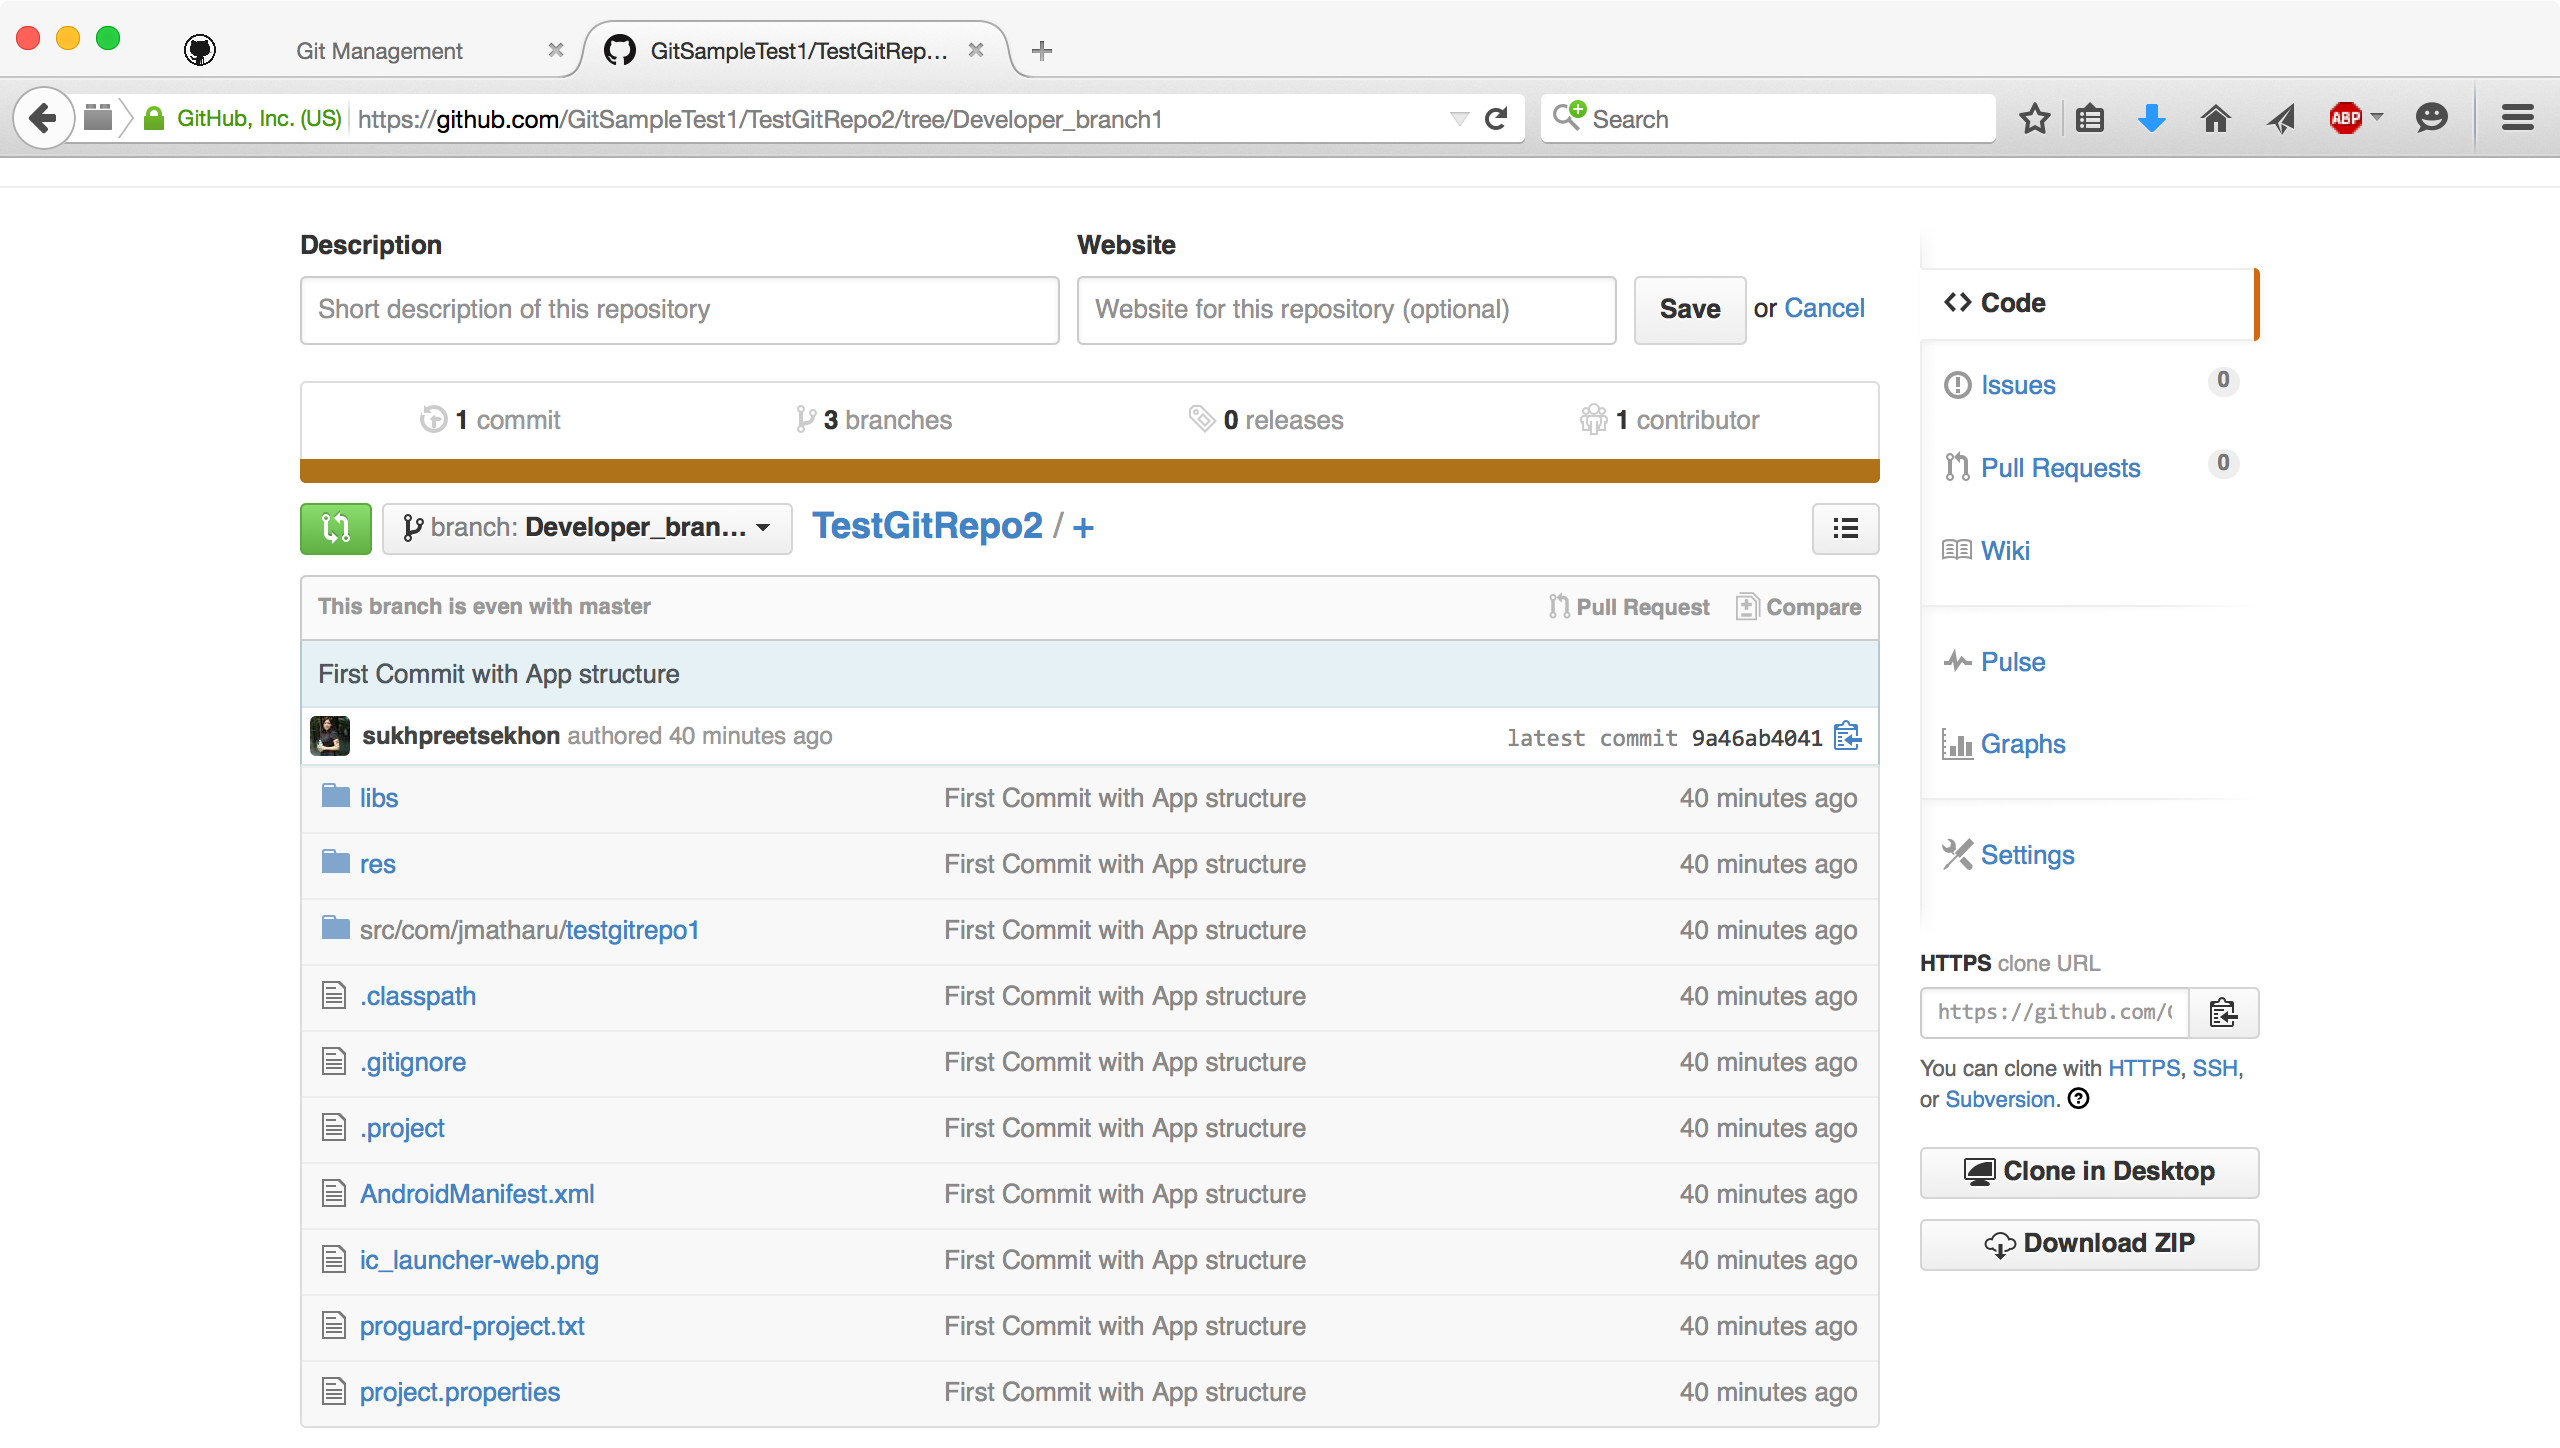 Git Management
GitSampleTest1/TestGitRep...
GitHub, Inc. (US)
https://github.com/GitSampleTest1/TestGitRepo2/tree/Developer_branch1
Search
ABP
Description
Website
Short description of this repository
Website for this repository (optional)
Save or Cancel
1 commit
3 branches
0 releases
1 contributor
branch: Developer_bran...
TestGitRepo2 / +
This branch is even with master
Pull Request
Compare
First Commit with App structure
sukhpreetsekhon authored 40 minutes ago
latest commit 9a46ab4041
libs First Commit with App structure 40 minutes ago
res First Commit with App structure 40 minutes ago
src/com/jmatharu/testgitrepo1 First Commit with App structure 40 minutes ago
.classpath First Commit with App structure 40 minutes ago
.gitignore First Commit with App structure 40 minutes ago
.project First Commit with App structure 40 minutes ago
AndroidManifest.xml First Commit with App structure 40 minutes ago
ic_launcher-web.png First Commit with App structure 40 minutes ago
proguard-project.txt First Commit with App structure 40 minutes ago
project.properties First Commit with App structure 40 minutes ago
Code
Issues 0
Pull Requests 0
Wiki
Pulse
Graphs
Settings
HTTPS clone URL
https://github.com/
You can clone with HTTPS, SSH,
or Subversion.
Clone in Desktop
Download ZIP